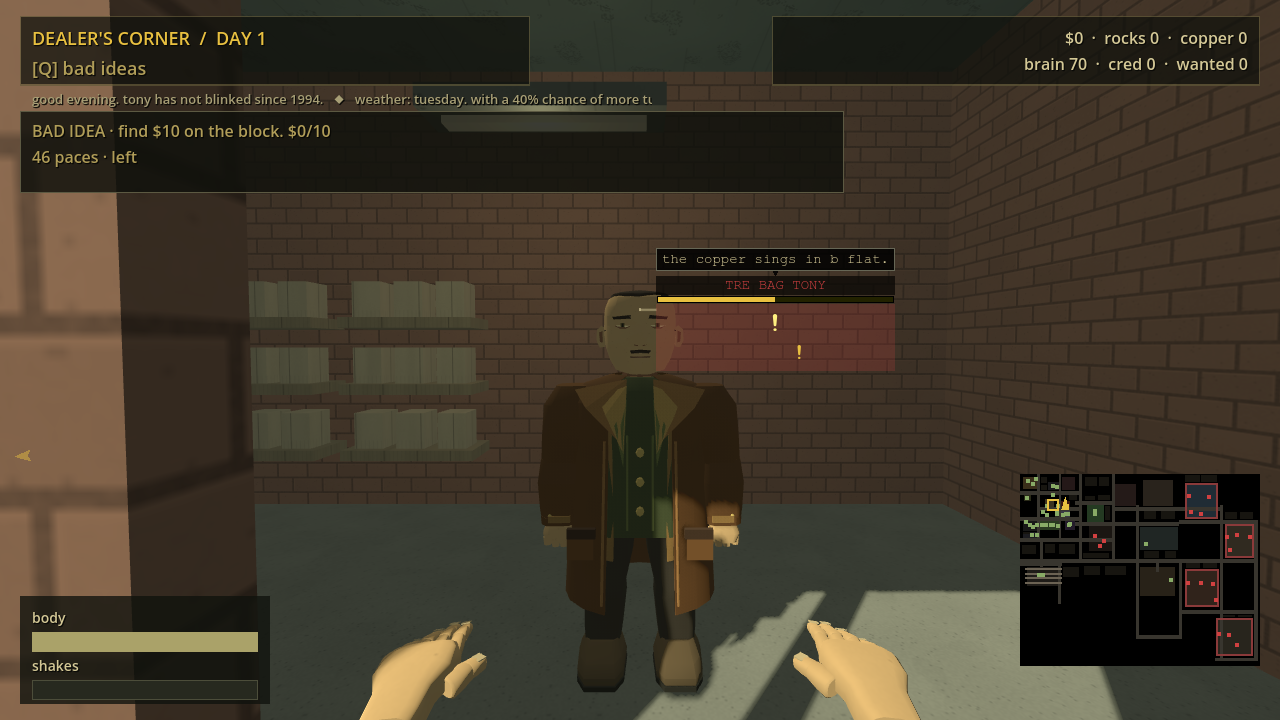 DEALER'S CORNER / DAY 1
[Q] bad ideas
$0 · rocks 0 · copper 0
brain 70 · cred 0 · wanted 0
good evening. tony has not blinked since 1994. ◆ weather: tuesday. with a 40% chance of more tu
BAD IDEA · find $10 on the block. $0/10
46 paces · left
the copper sings in b flat.
TRE BAG TONY
!
!
body
shakes